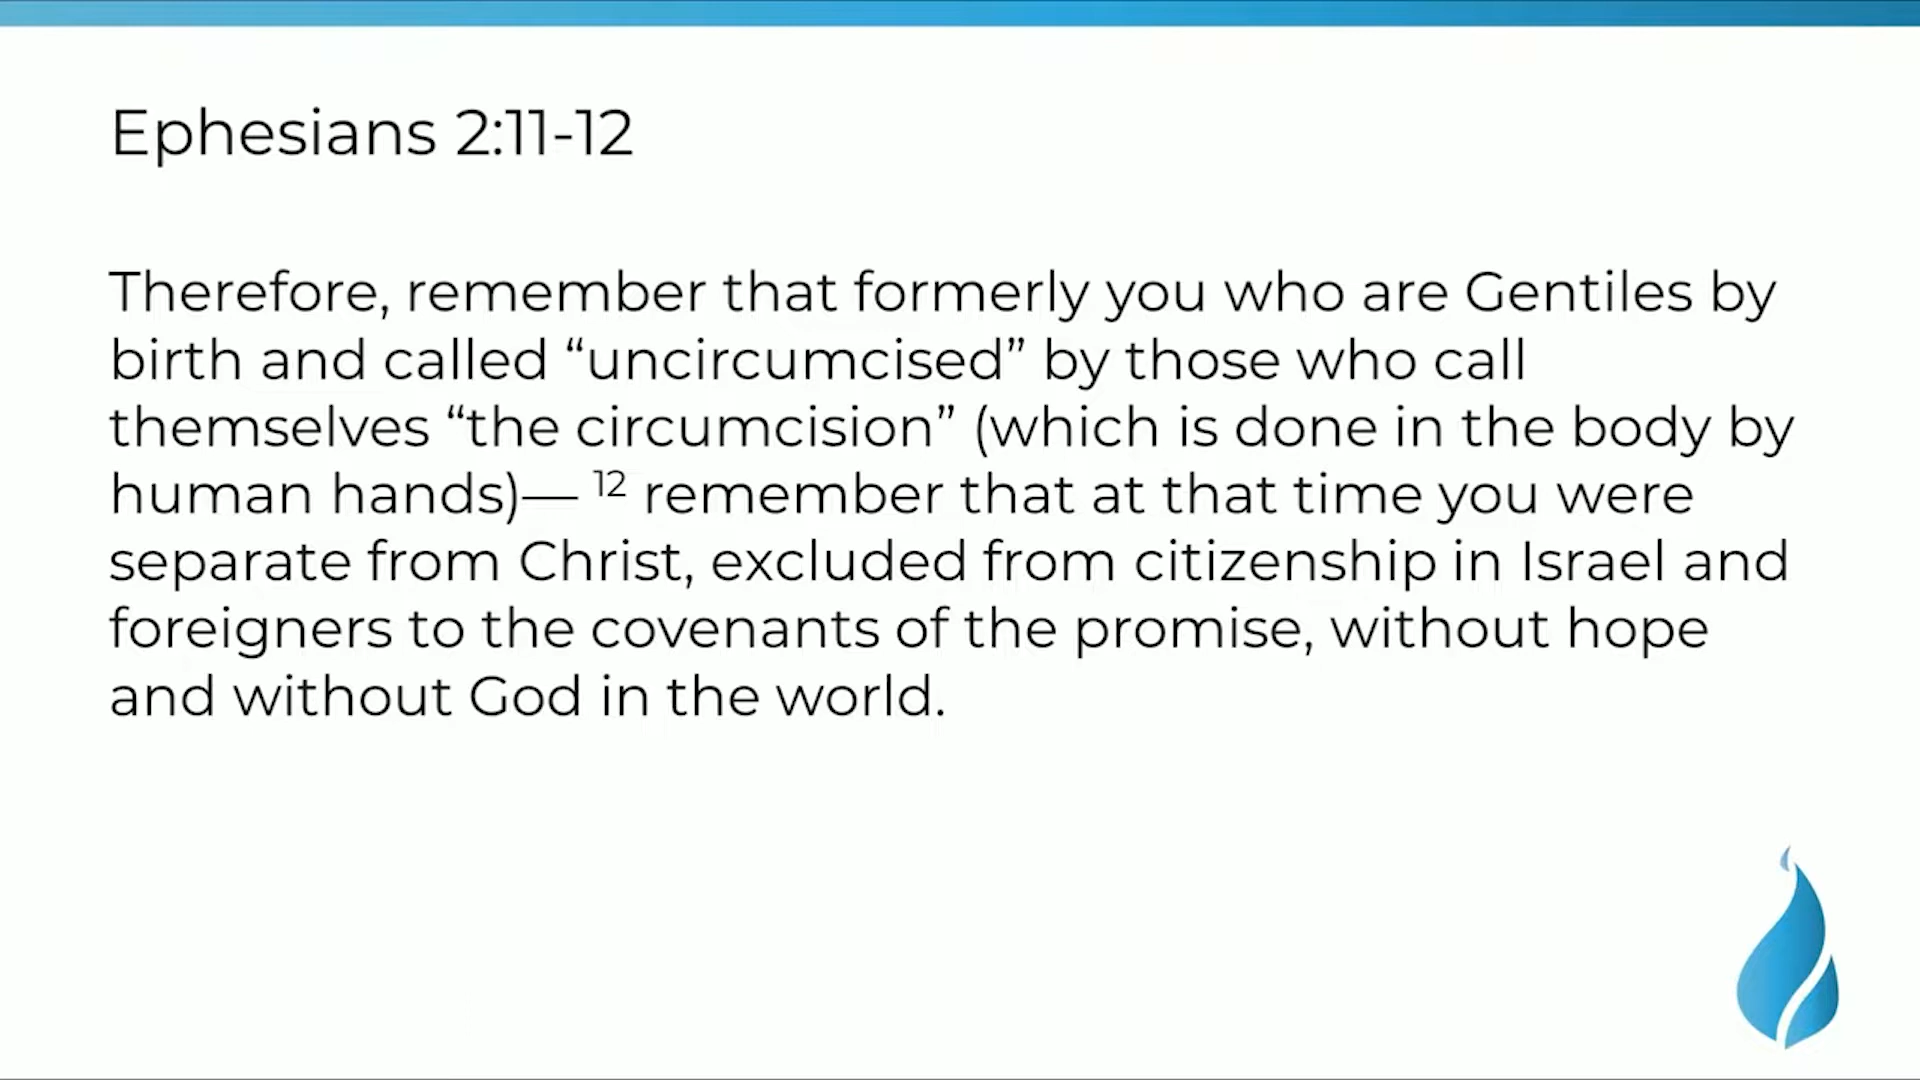 Ephesians 2:11-12
Therefore, remember that formerly you who are Gentiles by
birth and called “uncircumcised” by those who call
themselves “the circumcision” (which is done in the body by
human hands)— ¹² remember that at that time you were
separate from Christ, excluded from citizenship in Israel and
foreigners to the covenants of the promise, without hope
and without God in the world.